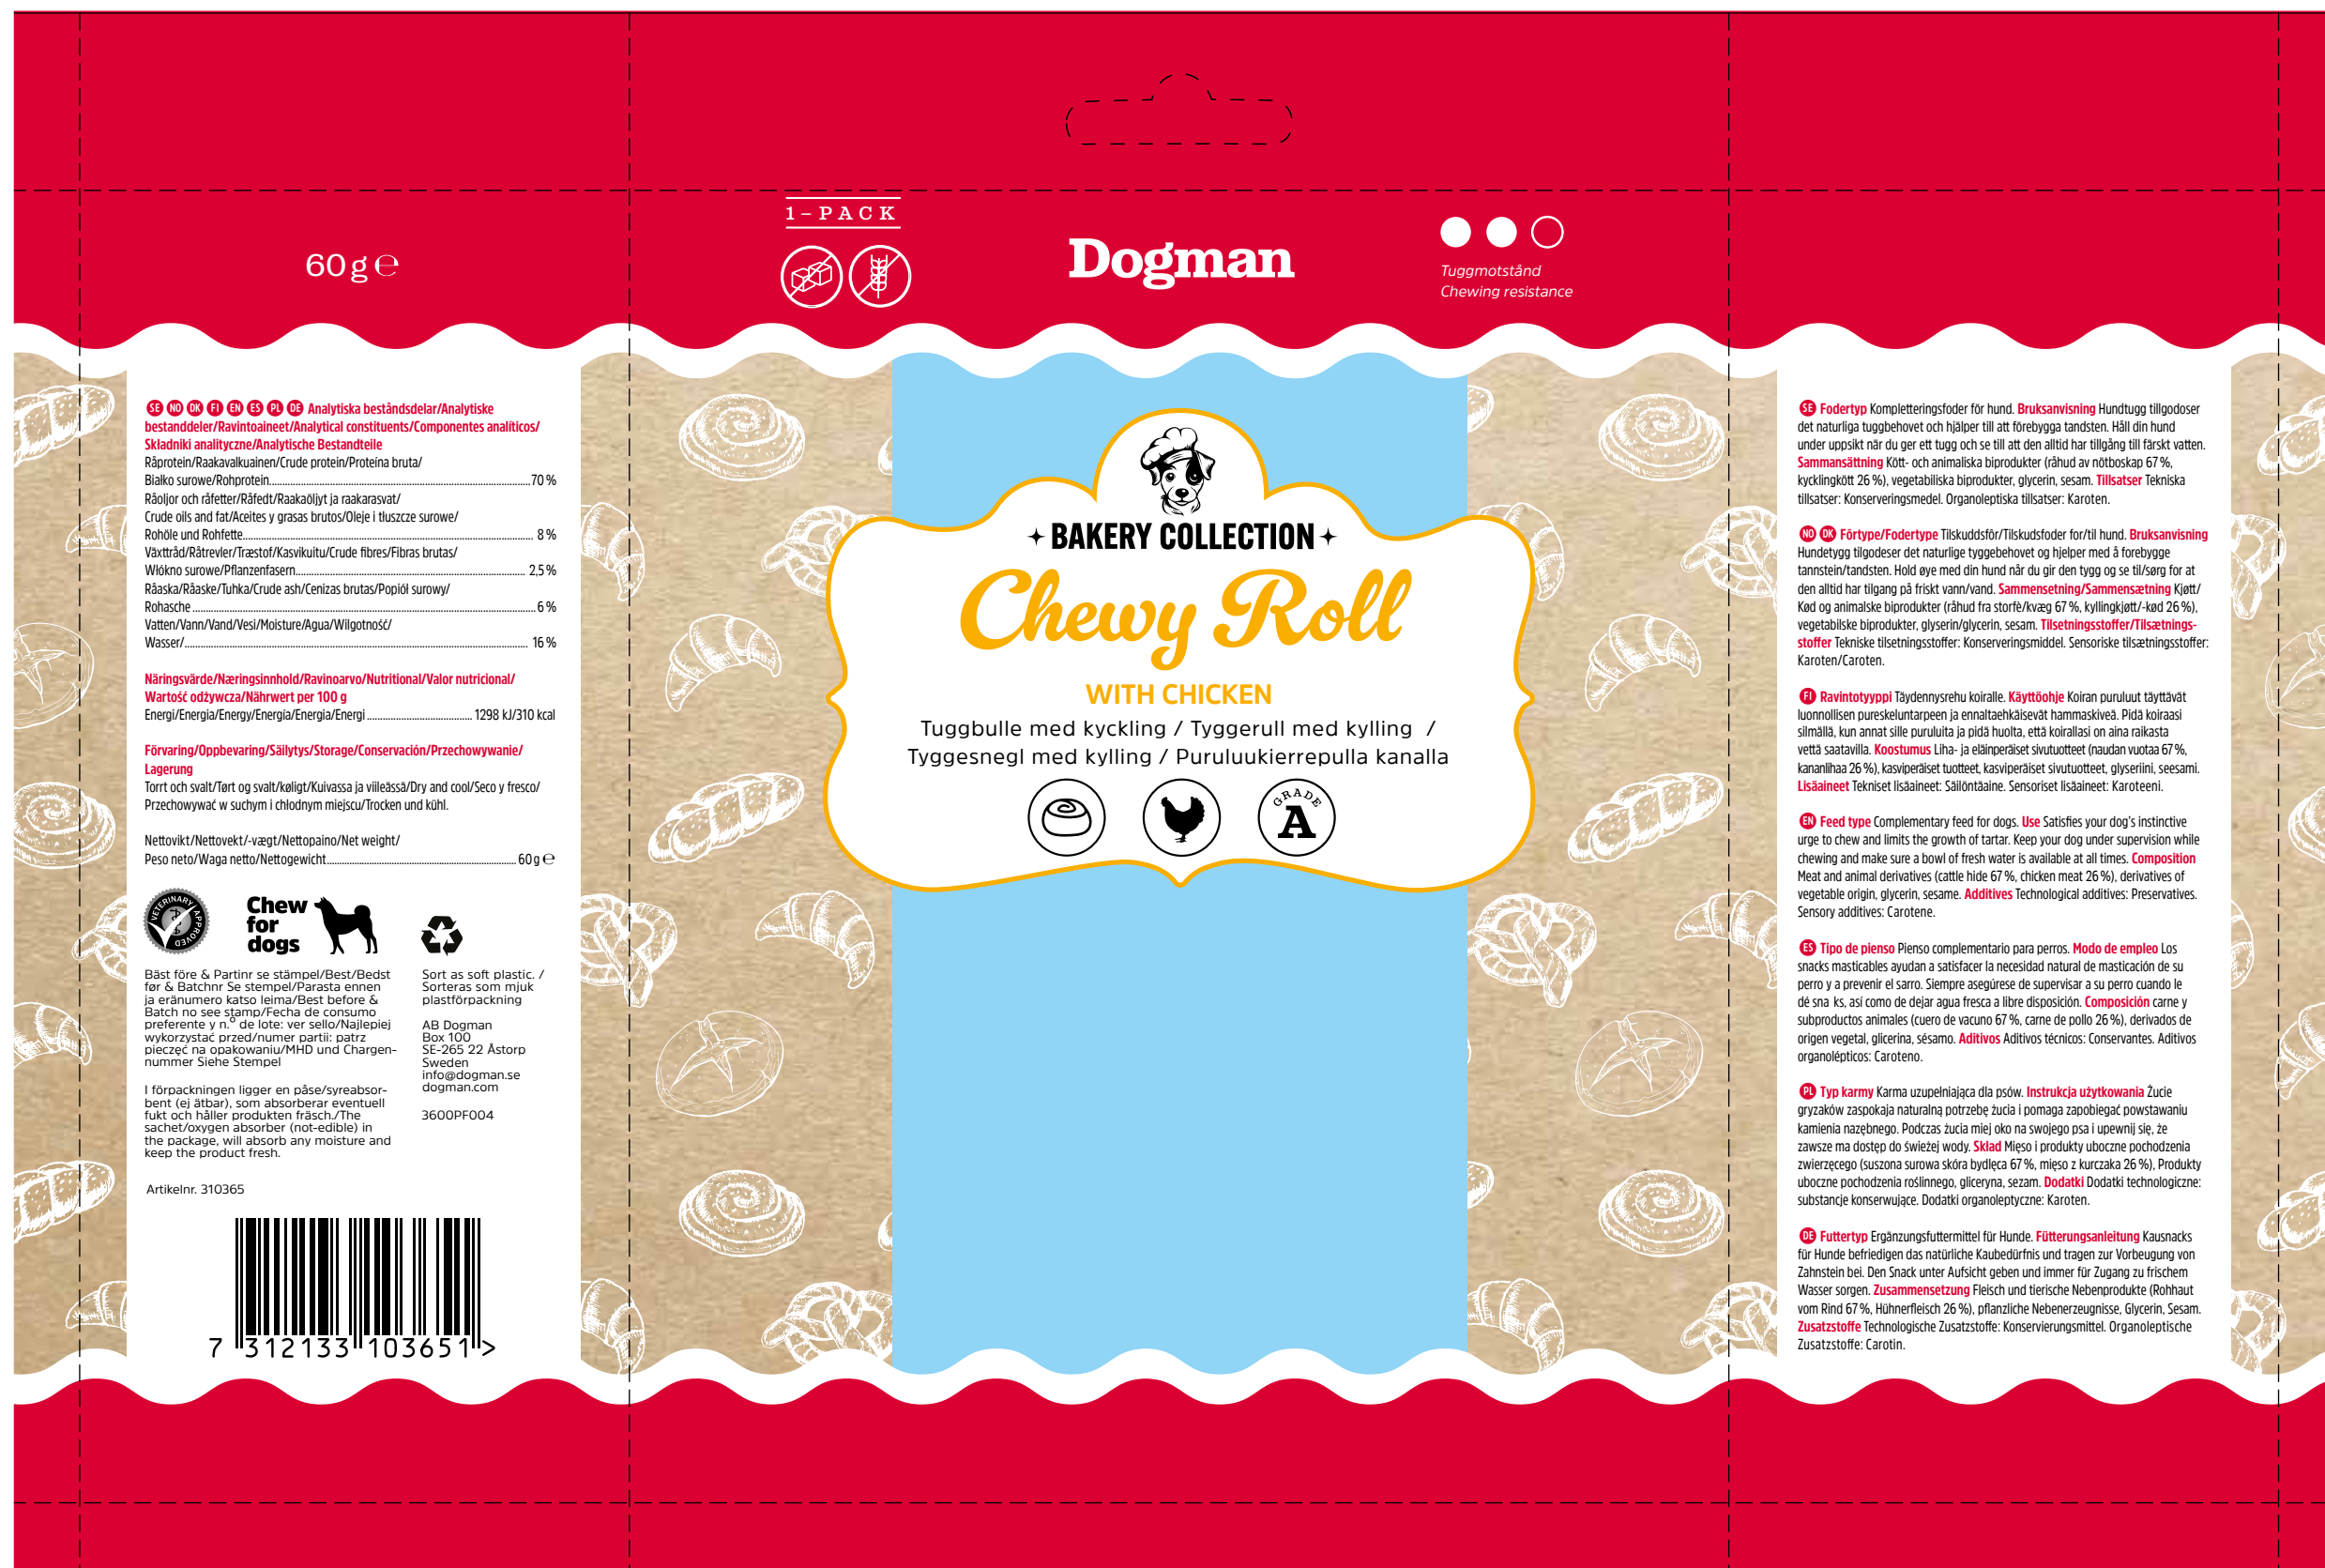 1-PACK
60 g ℮
Dogman
Tuggmotstånd
Chewing resistance
SE NO DK FI EN ES PL DE Analytiska beståndsdelar/Analytiske
bestanddeler/Ravintoaineet/Analytical constituents/Componentes analíticos/
Składniki analityczne/Analytische Bestandteile
Råprotein/Raakavalkuainen/Crude protein/Proteína bruta/
Białko surowe/Rohprotein 70 %
Råoljor och råfetter/Råfedt/Raakaöljyt ja raakarasvat/
Crude oils and fat/Aceites y grasas brutos/Oleje i tłuszcze surowe/
Rohöle und Rohfette 8 %
Växttråd/Råtrevler/Træstof/Kasvikuitu/Crude fibres/Fibras brutas/
Włókno surowe/Pflanzenfasern 2,5 %
Råaska/Råaske/Tuhka/Crude ash/Cenizas brutas/Popiół surowy/
Rohasche 6 %
Vatten/Vann/Vand/Vesi/Moisture/Agua/Wilgotność/
Wasser/ 16 %
Näringsvärde/Næringsinnhold/Ravinoarvo/Nutritional/Valor nutricional/
Wartość odżywcza/Nährwert per 100 g
Energi/Energia/Energy/Energía/Energia/Energi 1298 kJ/310 kcal
Förvaring/Oppbevaring/Säilytys/Storage/Conservación/Przechowywanie/
Lagerung
Torrt och svalt/Tørt og svalt/køligt/Kuivassa ja viileässä/Dry and cool/Seco y fresco/
Przechowywać w suchym i chłodnym miejscu/Trocken und kühl.
Nettovikt/Nettovekt/-vægt/Nettopaino/Net weight/
Peso neto/Waga netto/Nettogewicht 60 g ℮
VETERINARY APPROVED
Chew
for
dogs
Bäst före & Partinr se stämpel/Best/Bedst
før & Batchnr Se stempel/Parasta ennen
ja eränumero katso leima/Best before &
Batch no see stamp/Fecha de consumo
preferente y n.º de lote: ver sello/Najlepiej
wykorzystać przed/numer partii: patrz
pieczęć na opakowaniu/MHD und Chargen-
nummer Siehe Stempel
I förpackningen ligger en påse/syreabsor-
bent (ej ätbar), som absorberar eventuell
fukt och håller produkten fräsch./The
sachet/oxygen absorber (not-edible) in
the package, will absorb any moisture and
keep the product fresh.
Artikelnr. 310365
Sort as soft plastic. /
Sorteras som mjuk
plastförpackning
AB Dogman
Box 100
SE-265 22 Åstorp
Sweden
info@dogman.se
dogman.com
3600PF004
7 312133 103651 >
BAKERY COLLECTION
Chewy Roll
WITH CHICKEN
Tuggbulle med kyckling / Tyggerull med kylling /
Tyggesnegl med kylling / Puruluukierrepulla kanalla
GRADE
A
SE Fodertyp Kompletteringsfoder för hund. Bruksanvisning Hundtugg tillgodoser
det naturliga tuggbehovet och hjälper till att förebygga tandsten. Håll din hund
under uppsikt när du ger ett tugg och se till att den alltid har tillgång till färskt vatten.
Sammansättning Kött- och animaliska biprodukter (råhud av nötboskap 67 %,
kycklingkött 26 %), vegetabiliska biprodukter, glycerin, sesam. Tillsatser Tekniska
tillsatser: Konserveringsmedel. Organoleptiska tillsatser: Karoten.
NO DK Fôrtype/Fodertype Tilskuddsfôr/Tilskudsfoder for/til hund. Bruksanvisning
Hundetygg tilgodeser det naturlige tyggebehovet og hjelper med å forebygge
tannstein/tandsten. Hold øye med din hund når du gir den tygg og se til/sørg for at
den alltid har tilgang på friskt vann/vand. Sammensetning/Sammensætning Kjøtt/
Kød og animalske biprodukter (råhud fra storfè/kvæg 67 %, kyllingkjøtt/-kød 26 %),
vegetabilske biprodukter, glyserin/glycerin, sesam. Tilsetningsstoffer/Tilsætnings-
stoffer Tekniske tilsetningsstoffer: Konserveringsmiddel. Sensoriske tilsætningsstoffer:
Karoten/Caroten.
FI Ravintotyyppi Täydennysrehu koiralle. Käyttöohje Koiran puruluut täyttävät
luonnollisen pureskeluntarpeen ja ennaltaehkäisevät hammaskiveä. Pidä koiraasi
silmällä, kun annat sille puruluita ja pidä huolta, että koirallasi on aina raikasta
vettä saatavilla. Koostumus Liha- ja eläinperäiset sivutuotteet (naudan vuotaa 67 %,
kananlihaa 26 %), kasviperäiset tuotteet, kasviperäiset sivutuotteet, glyseriini, seesami.
Lisäaineet Tekniset lisäaineet: Säilöntäaine. Sensoriset lisäaineet: Karoteeni.
EN Feed type Complementary feed for dogs. Use Satisfies your dog's instinctive
urge to chew and limits the growth of tartar. Keep your dog under supervision while
chewing and make sure a bowl of fresh water is available at all times. Composition
Meat and animal derivatives (cattle hide 67 %, chicken meat 26 %), derivatives of
vegetable origin, glycerin, sesame. Additives Technological additives: Preservatives.
Sensory additives: Carotene.
ES Tipo de pienso Pienso complementario para perros. Modo de empleo Los
snacks masticables ayudan a satisfacer la necesidad natural de masticación de su
perro y a prevenir el sarro. Siempre asegúrese de supervisar a su perro cuando le
dé sna ks, así como de dejar agua fresca a libre disposición. Composición carne y
subproductos animales (cuero de vacuno 67 %, carne de pollo 26 %), derivados de
origen vegetal, glicerina, sésamo. Aditivos Aditivos técnicos: Conservantes. Aditivos
organolépticos: Caroteno.
PL Typ karmy Karma uzupełniająca dla psów. Instrukcja użytkowania Żucie
gryzaków zaspokaja naturalną potrzebę żucia i pomaga zapobiegać powstawaniu
kamienia nazębnego. Podczas żucia miej oko na swojego psa i upewnij się, że
zawsze ma dostęp do świeżej wody. Skład Mięso i produkty uboczne pochodzenia
zwierzęcego (suszona surowa skóra bydlęca 67 %, mięso z kurczaka 26 %), Produkty
uboczne pochodzenia roślinnego, gliceryna, sezam. Dodatki Dodatki technologiczne:
substancje konserwujące. Dodatki organoleptyczne: Karoten.
DE Futtertyp Ergänzungsfuttermittel für Hunde. Fütterungsanleitung Kausnacks
für Hunde befriedigen das natürliche Kaubedürfnis und tragen zur Vorbeugung von
Zahnstein bei. Den Snack unter Aufsicht geben und immer für Zugang zu frischem
Wasser sorgen. Zusammensetzung Fleisch und tierische Nebenprodukte (Rohhaut
vom Rind 67 %, Hühnerfleisch 26 %), pflanzliche Nebenerzeugnisse, Glycerin, Sesam.
Zusatzstoffe Technologische Zusatzstoffe: Konservierungsmittel. Organoleptische
Zusatzstoffe: Carotin.